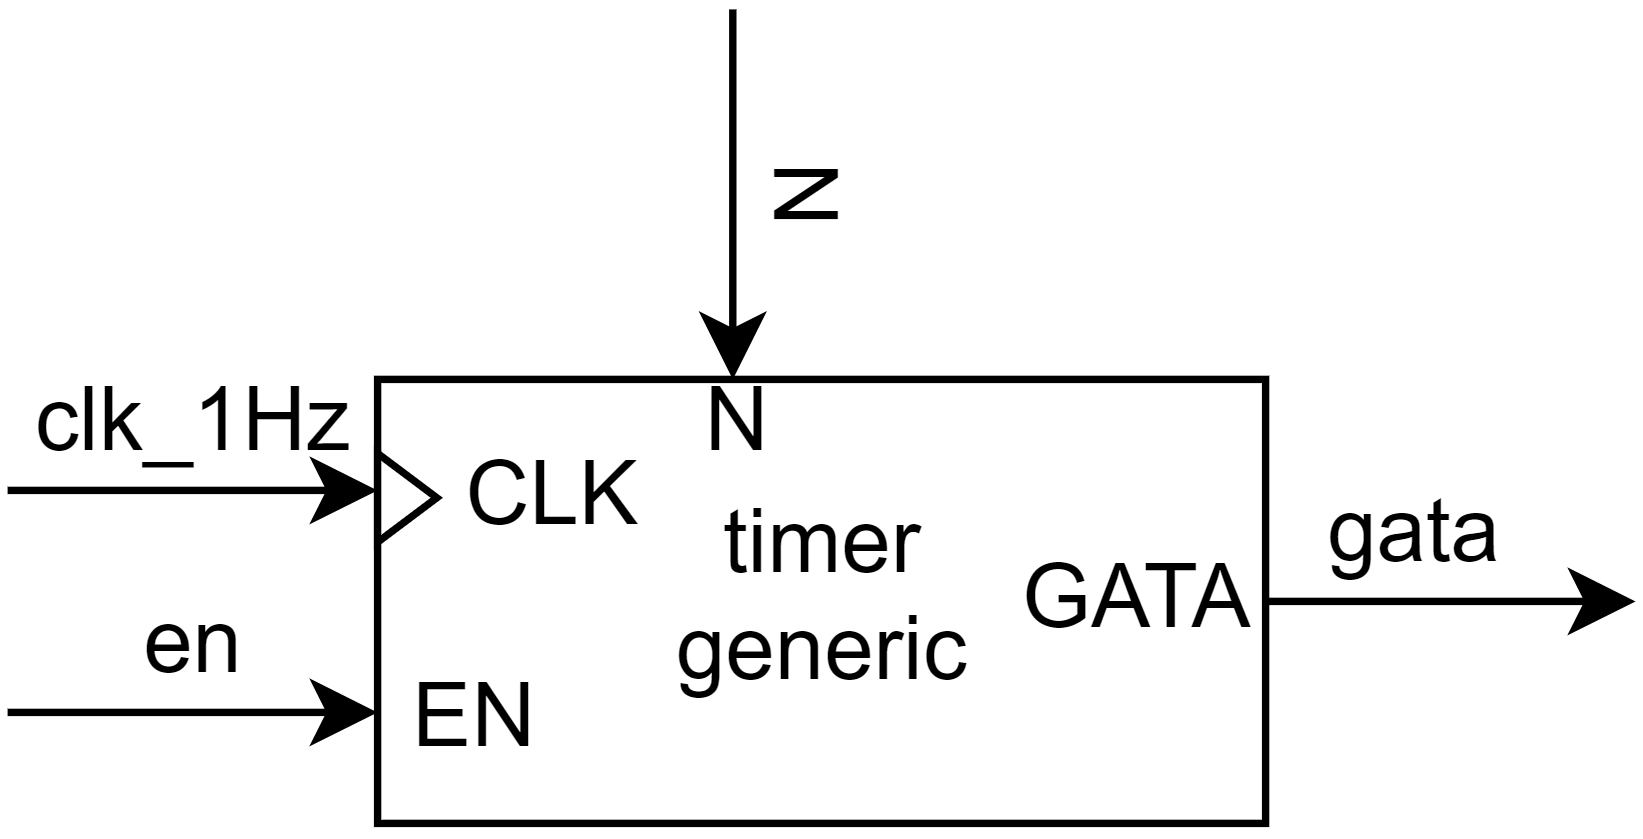 N
clk_1Hz
N
CLK
timer
generic
GATA
gata
en
EN